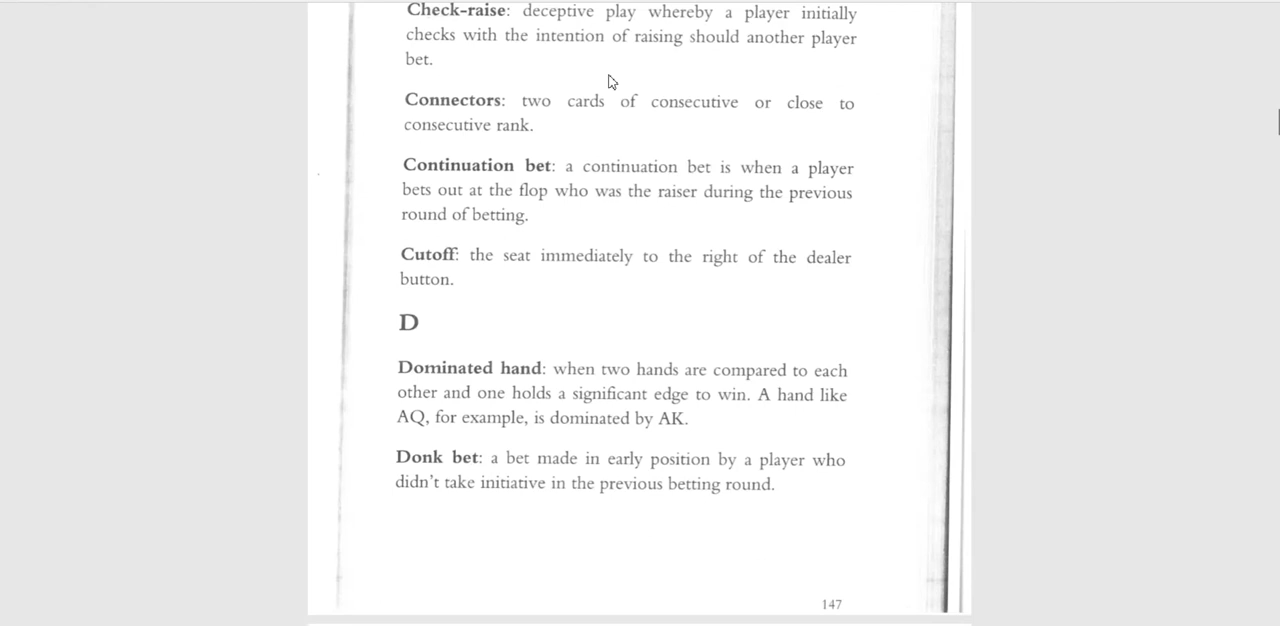 Check-raise: deceptive play whereby a player initially
checks with the intention of raising should another player
bet.
Connectors: two cards of consecutive or close to
consecutive rank.
Continuation bet: a continuation bet is when a player
bets out at the flop who was the raiser during the previous
round of betting.
Cutoff: the seat immediately to the right of the dealer
button.
D
Dominated hand: when two hands are compared to each
other and one holds a significant edge to win. A hand like
AQ, for example, is dominated by AK.
Donk bet: a bet made in early position by a player who
didn't take initiative in the previous betting round.
147